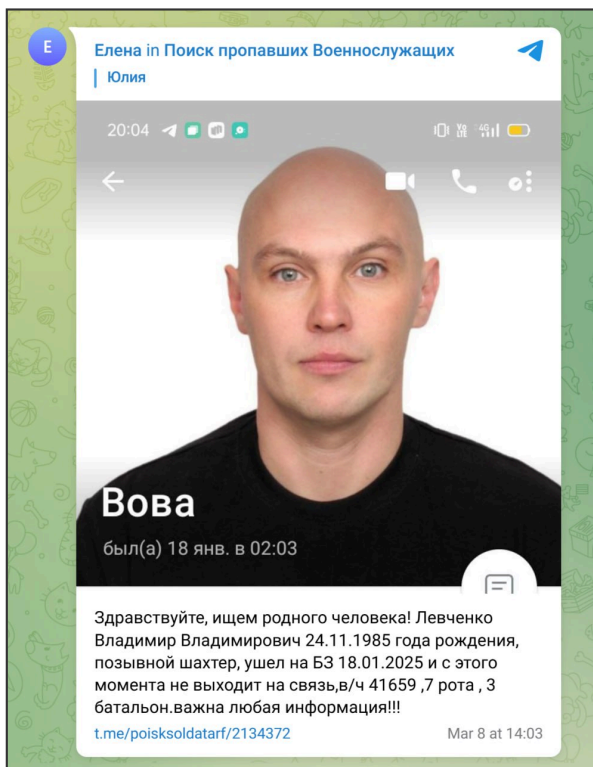 Е
Елена in Поиск пропавших Военнослужащих
Юлия
20:04
4G
Вова
был(а) 18 янв. в 02:03
Здравствуйте, ищем родного человека! Левченко
Владимир Владимирович 24.11.1985 года рождения,
позывной шахтер, ушел на БЗ 18.01.2025 и с этого
момента не выходит на связь,в/ч 41659 ,7 рота , 3
батальон.важна любая информация!!!
t.me/poisksoldatarf/2134372 Mar 8 at 14:03